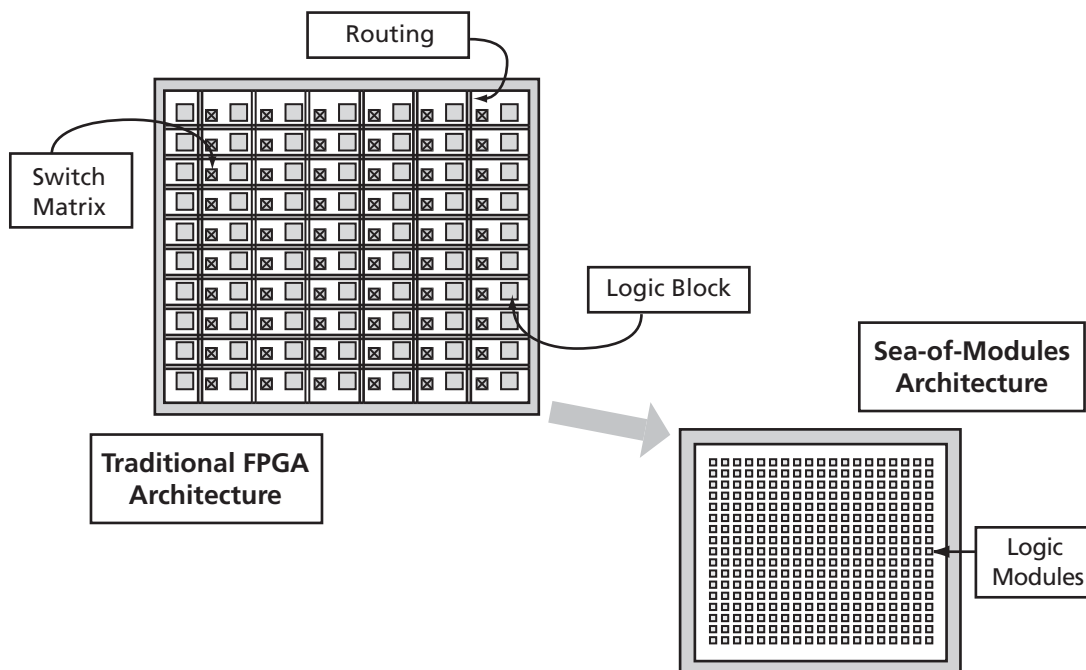 Routing
Switch
Matrix
Logic Block
Sea-of-Modules
Architecture
Traditional FPGA
Architecture
Logic
Modules